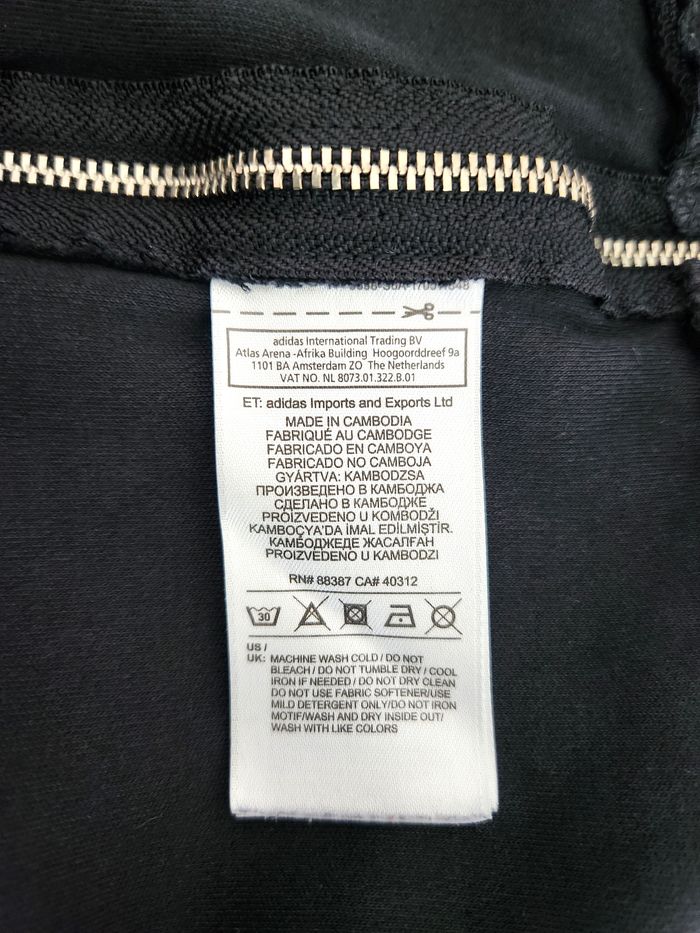 adidas International Trading BV
Atlas Arena -Afrika Building Hoogoorddreef 9a
1101 BA Amsterdam ZO The Netherlands
VAT NO. NL 8073.01.322.B.01
ET: adidas Imports and Exports Ltd
MADE IN CAMBODIA
FABRIQUÉ AU CAMBODGE
FABRICADO EN CAMBOYA
FABRICADO NO CAMBOJA
GYÁRTVA: KAMBODZSA
ПРОИЗВЕДЕНО В КАМБОДЖА
СДЕЛАНО В КАМБОДЖЕ
PROIZVEDENO U KOMBODŽI
KAMBOÇYA'DA İMAL EDİLMİŞTİR.
КАМБОДЖЕДЕ ЖАСАЛҒАН
PROIZVEDENO U KAMBODZI
RN# 88387 CA# 40312
30
US /
UK: MACHINE WASH COLD / DO NOT
BLEACH / DO NOT TUMBLE DRY / COOL
IRON IF NEEDED / DO NOT DRY CLEAN
DO NOT USE FABRIC SOFTENER/USE
MILD DETERGENT ONLY/DO NOT IRON
MOTIF/WASH AND DRY INSIDE OUT/
WASH WITH LIKE COLORS